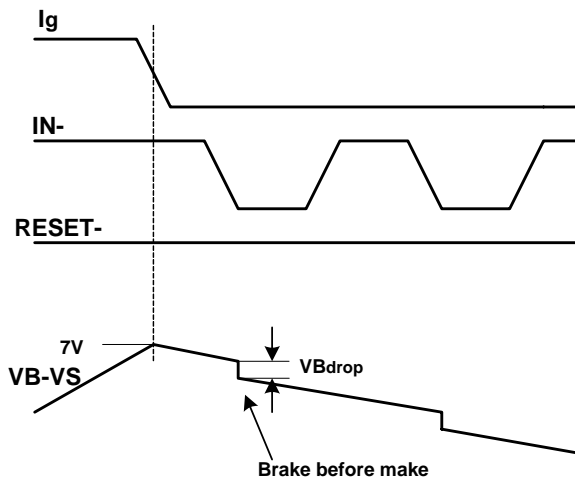 Ig
IN-
RESET-
7V
VB-VS
VBdrop
Brake before make